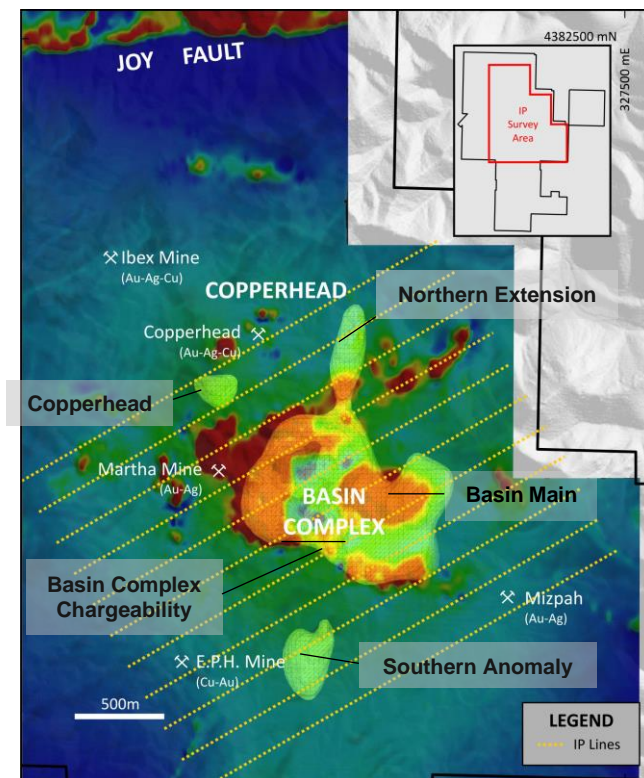 JOY FAULT
4382500 mN
327500 mE
IP
Survey
Area
Ibex Mine
(Au-Ag-Cu)
COPPERHEAD
Northern Extension
Copperhead
(Au-Ag-Cu)
Copperhead
Martha Mine
(Au-Ag)
BASIN
COMPLEX
Basin Main
Basin Complex
Chargeability
Mizpah
(Au-Ag)
E.P.H. Mine
(Cu-Au)
Southern Anomaly
500m
LEGEND
IP Lines